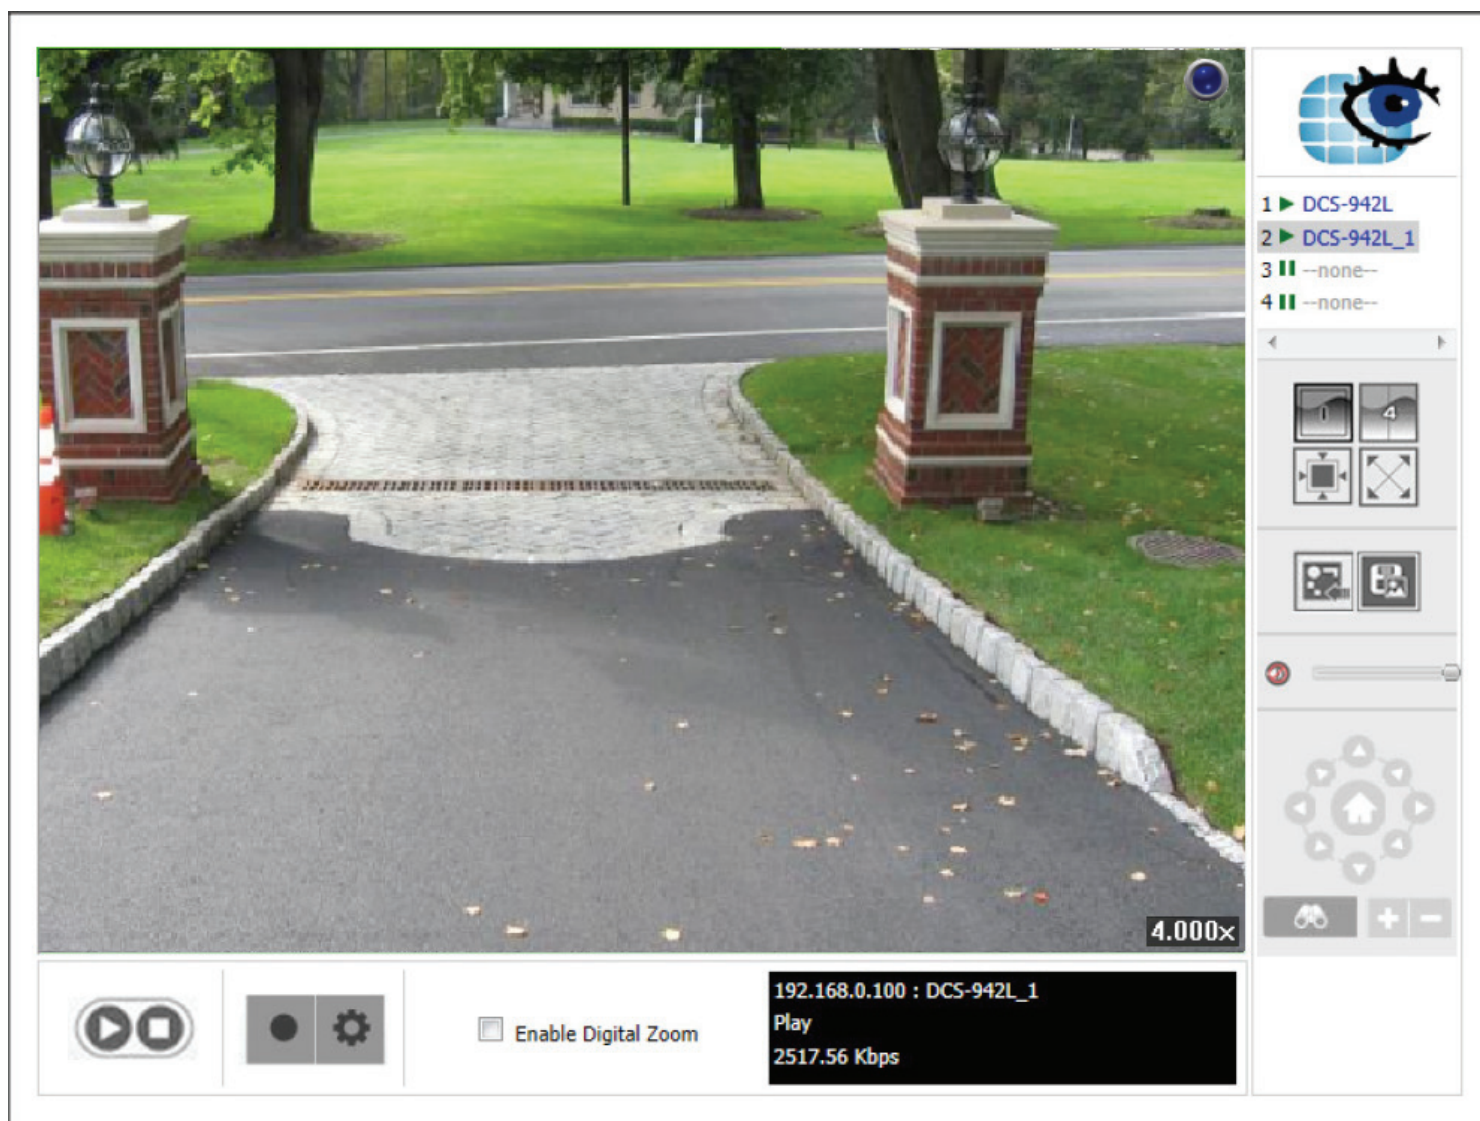 1 DCS-942L
2 DCS-942L_1
3 --none--
4 --none--
4
4.000x
Enable Digital Zoom
192.168.0.100 : DCS-942L_1
Play
2517.56 Kbps